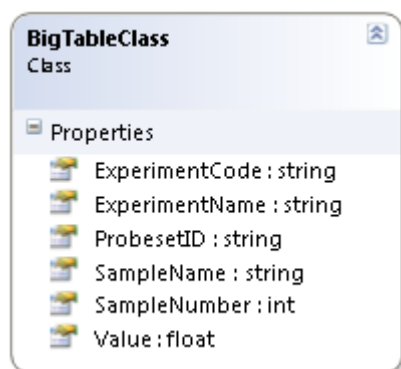 BigTableClass
Class
Properties
ExperimentCode : string
ExperimentName : string
ProbesetID : string
SampleName : string
SampleNumber : int
Value : float